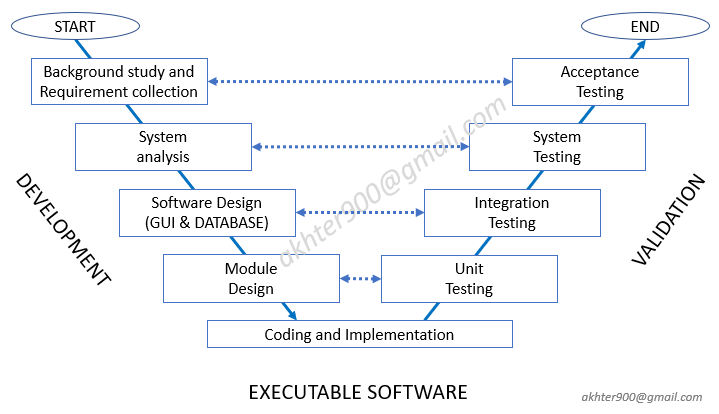 START
END
Background study and
Requirement collection
Acceptance
Testing
System
analysis
System
Testing
Software Design
(GUI & DATABASE)
Integration
Testing
Module
Design
Unit
Testing
Coding and Implementation
DEVELOPMENT
VALIDATION
akhter900@gmail.com
EXECUTABLE SOFTWARE
akhter900@gmail.com